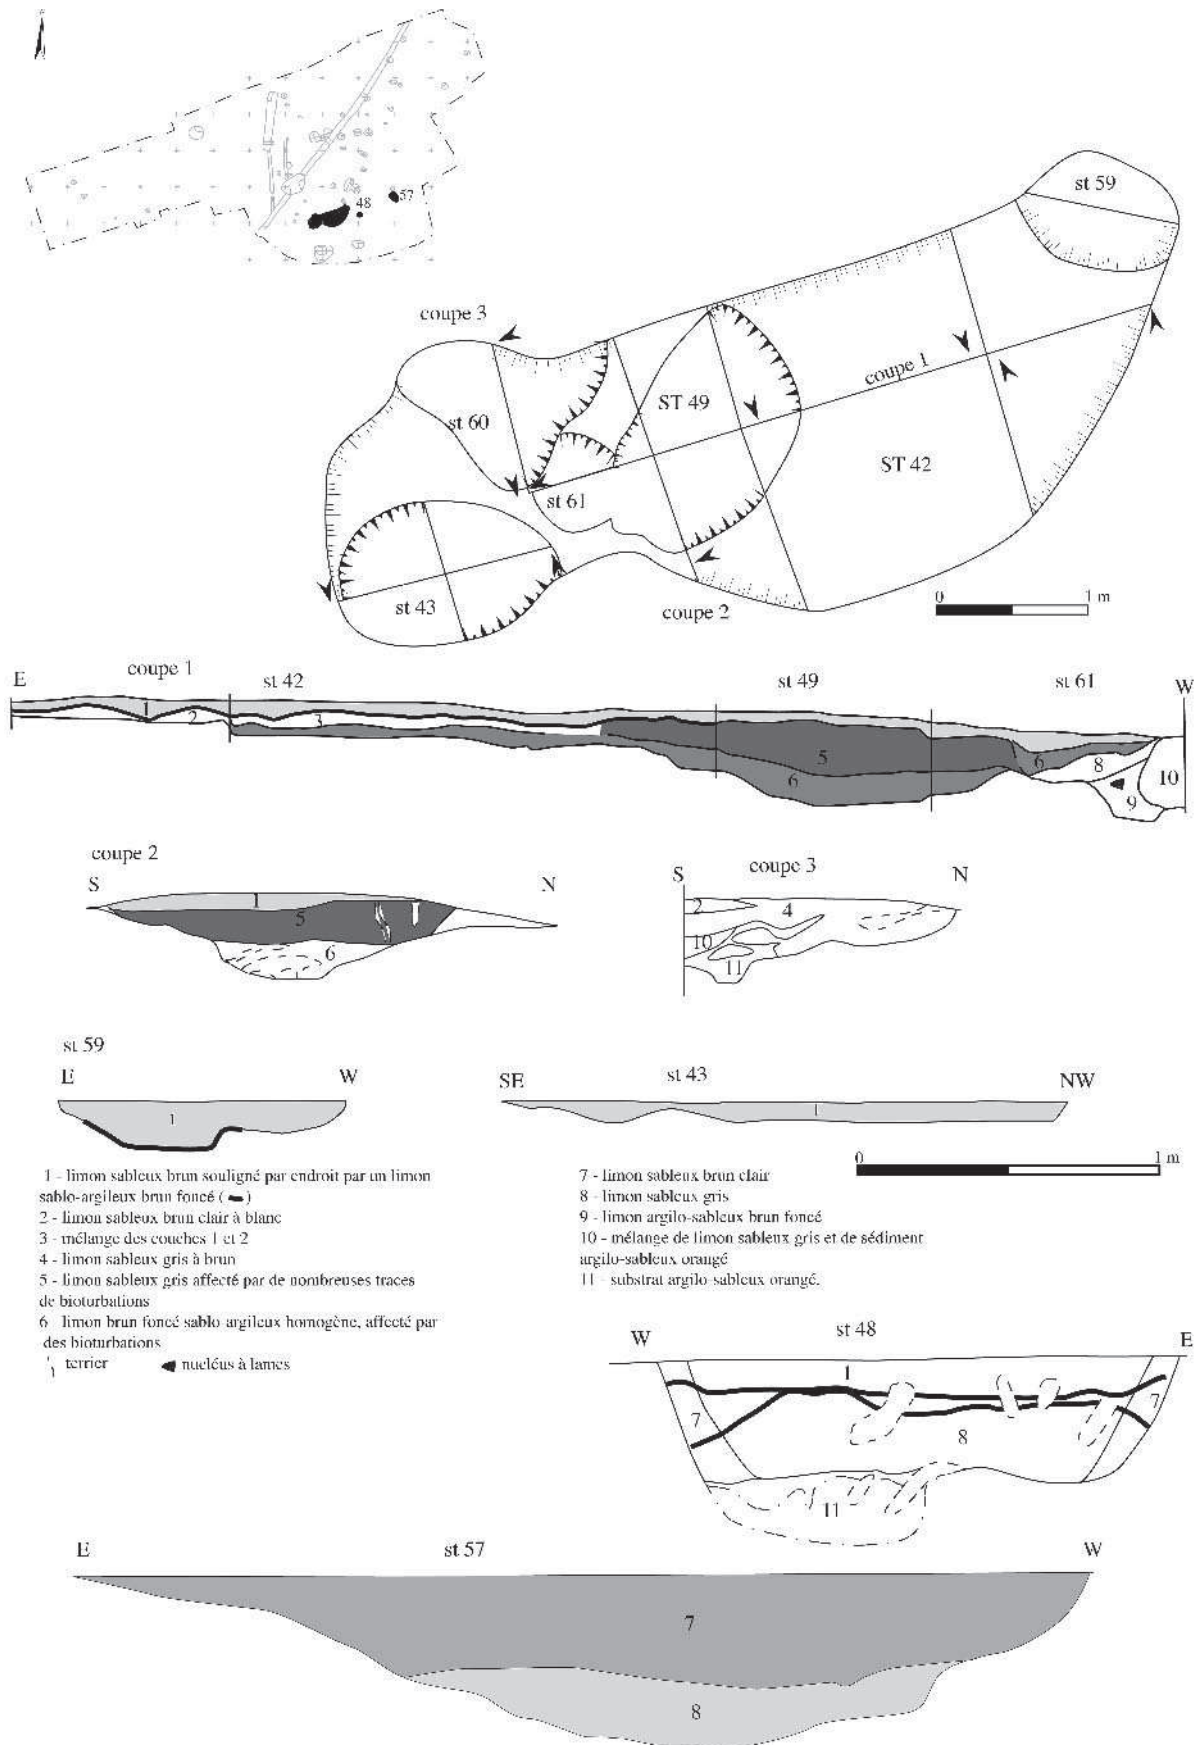 48
57
st 59
coupe 3
coupe 1
ST 49
st 60
ST 42
st 61
st 43
coupe 2
0 1 m
E coupe 1 st 42 st 49 st 61 W
1
2
3
5
6
6
8
9
10
coupe 2
S N
1
5
6
coupe 3
S N
2
4
10
11
st 59
E W
1
st 43
SE NW
1
0 1 m
1 - limon sableux brun souligné par endroit par un limon
sablo-argileux brun foncé ( )
2 - limon sableux brun clair à blanc
3 - mélange des couches 1 et 2
4 - limon sableux gris à brun
5 - limon sableux gris affecté par de nombreuses traces
de bioturbations
6 - limon brun foncé sablo-argileux homogène, affecté par
des bioturbations
terrier nucléus à lames
7 - limon sableux brun clair
8 - limon sableux gris
9 - limon argilo-sableux brun foncé
10 - mélange de limon sableux gris et de sédiment
argilo-sableux orangé
11 - substrat argilo-sableux orangé.
st 48
W E
1
7
7
8
11
st 57
E W
7
8